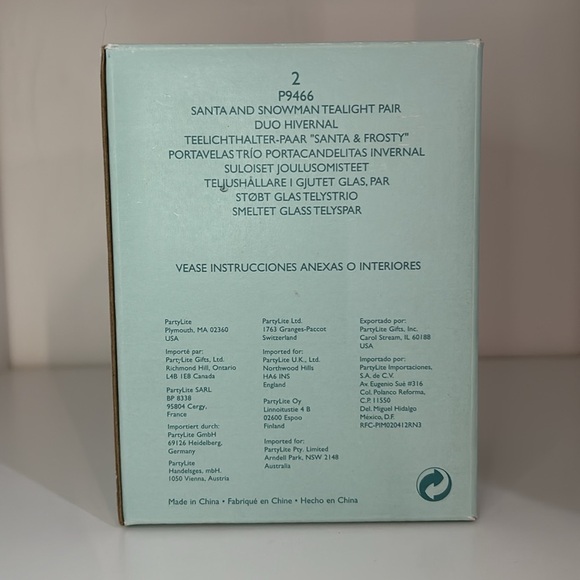 2
P9466
SANTA AND SNOWMAN TEALIGHT PAIR
DUO HIVERNAL
TEELICHTHALTER-PAAR "SANTA & FROSTY"
PORTAVELAS TRÍO PORTACANDELITAS INVERNAL
SULOISET JOULUSOMISTEET
TELJUSHÅLLARE I GJUTET GLAS, PAR
STØBT GLAS TELYSTRIO
SMELTET GLASS TELYSPAR
VEASE INSTRUCCIONES ANEXAS O INTERIORES
PartyLite
Plymouth, MA 02360
USA
Importé par:
PartyLite Gifts, Ltd.
Richmond Hill, Ontario
L4B 1E8 Canada
PartyLite SARL
BP 8338
95804 Cergy,
France
Importiert durch:
PartyLite GmbH
69126 Heidelberg,
Germany
PartyLite
Handelsges. mbH.
1050 Vienna, Austria
PartyLite Ltd.
1763 Granges-Paccot
Switzerland
Imported for:
PartyLite U.K., Ltd.
Northwood Hills
HA6 INS
England
PartyLite Oy
Linnoitustie 4 B
02600 Espoo
Finland
Imported for:
PartyLite Pty. Limited
Arndell Park, NSW 2148
Australia
Exportado por:
PartyLite Gifts, Inc.
Carol Stream, IL 60188
USA
Importado por:
PartyLite Importaciones,
S.A. de C.V.
Av. Eugenio Sué #316
Col. Polanco Reforma,
C.P. 11550
Del. Miguel Hidalgo
México, D.F.
RFC-PIM020412RN3
Made in China • Fabriqué en Chine • Hecho en China